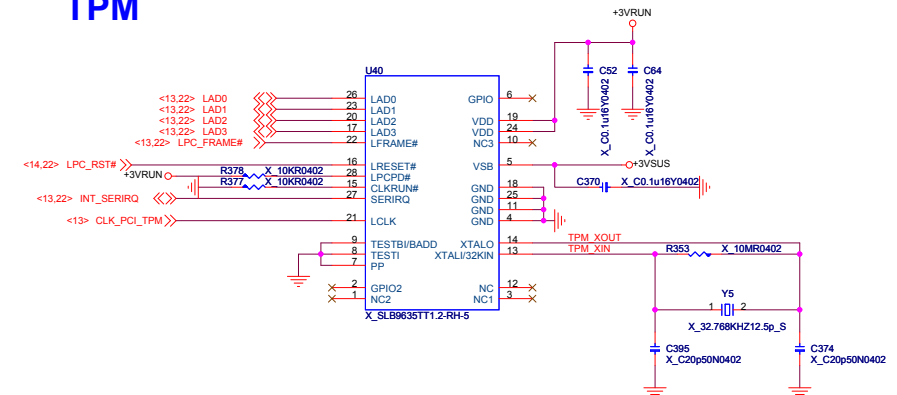 TPM
+3VRUN
U40
C52
C64
X_C0.1u16Y0402
X_C0.1u16Y0402
<13,22> LAD0
<13,22> LAD1
<13,22> LAD2
<13,22> LAD3
<13,22> LPC_FRAME#
26 LAD0
23 LAD1
20 LAD2
17 LAD3
22 LFRAME#
GPIO 6
VDD 19
VDD 24
NC3 10
<14,22> LPC_RST#
+3VRUN
R378 X_10KR0402
R377 X_10KR0402
<13,22> INT_SERIRQ
<13> CLK_PCI_TPM
16 LRESET#
28 LPCPD#
15 CLKRUN#
27 SERIRQ
21 LCLK
VSB 5
+3VSUS
C370 X_C0.1u16Y0402
GND 18
GND 25
GND 11
GND 4
9 TESTBI/BADD
8 TESTI
7 PP
XTALO 14
XTALI/32KIN 13
TPM_XOUT
TPM_XIN
R353 X_10MR0402
2 GPIO2
1 NC2
NC 12
NC1 3
X_SLB9635TT1.2-RH-5
Y5
1 2
X_32.768KHZ12.5p_S
C395
X_C20p50N0402
C374
X_C20p50N0402